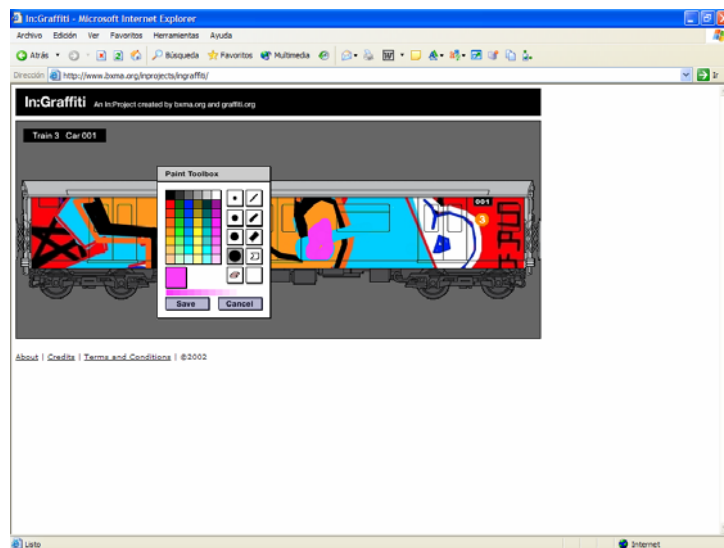 In:Graffiti - Microsoft Internet Explorer
Archivo Edición Ver Favoritos Herramientas Ayuda
Atrás Búsqueda Favoritos Multimedia
Dirección http://www.bxma.org/inprojects/ingraffiti/ Ir
In:Graffiti An In:Project created by bxma.org and graffiti.org
Train 3 Car 001
Paint Toolbox
001
3
Save Cancel
About | Credits | Terms and Conditions | ©2002
Listo Internet